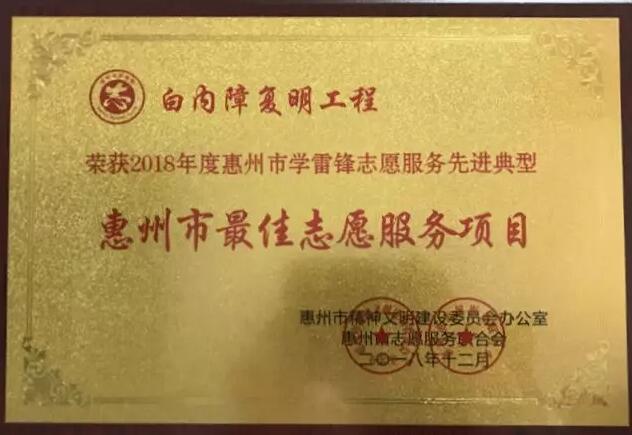 白内障复明工程
荣获2018年度惠州市学雷锋志愿服务先进典型
惠州市最佳志愿服务项目
惠州市精神文明建设委员会办公室
惠州市志愿服务联合会
二〇一八年十二月